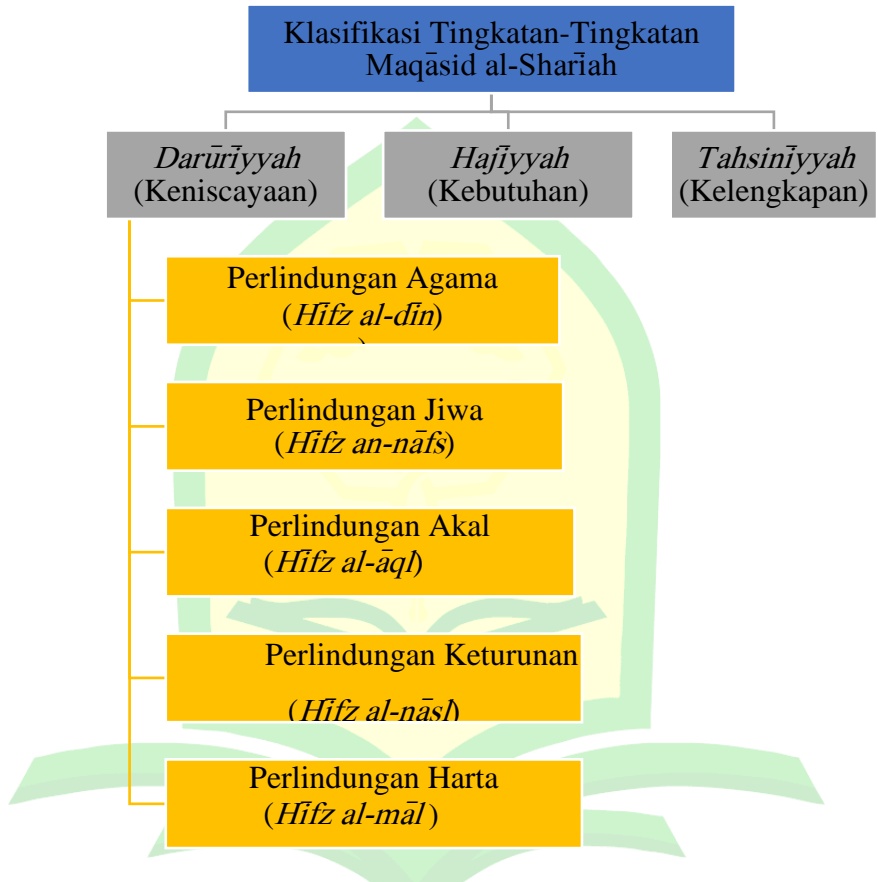 Klasifikasi Tingkatan-Tingkatan
Maqāsid al-Sharīah
Darūrīyyah
(Keniscayaan)
Hajīyyah
(Kebutuhan)
Tahsinīyyah
(Kelengkapan)
Perlindungan Agama
(Hīfz al-dīn)
)
Perlindungan Jiwa
(Hīfz an-nāfs)
Perlindungan Akal
(Hīfz al-āql)
Perlindungan Keturunan
(Hīfz al-nāsl)
Perlindungan Harta
(Hīfz al-māl )